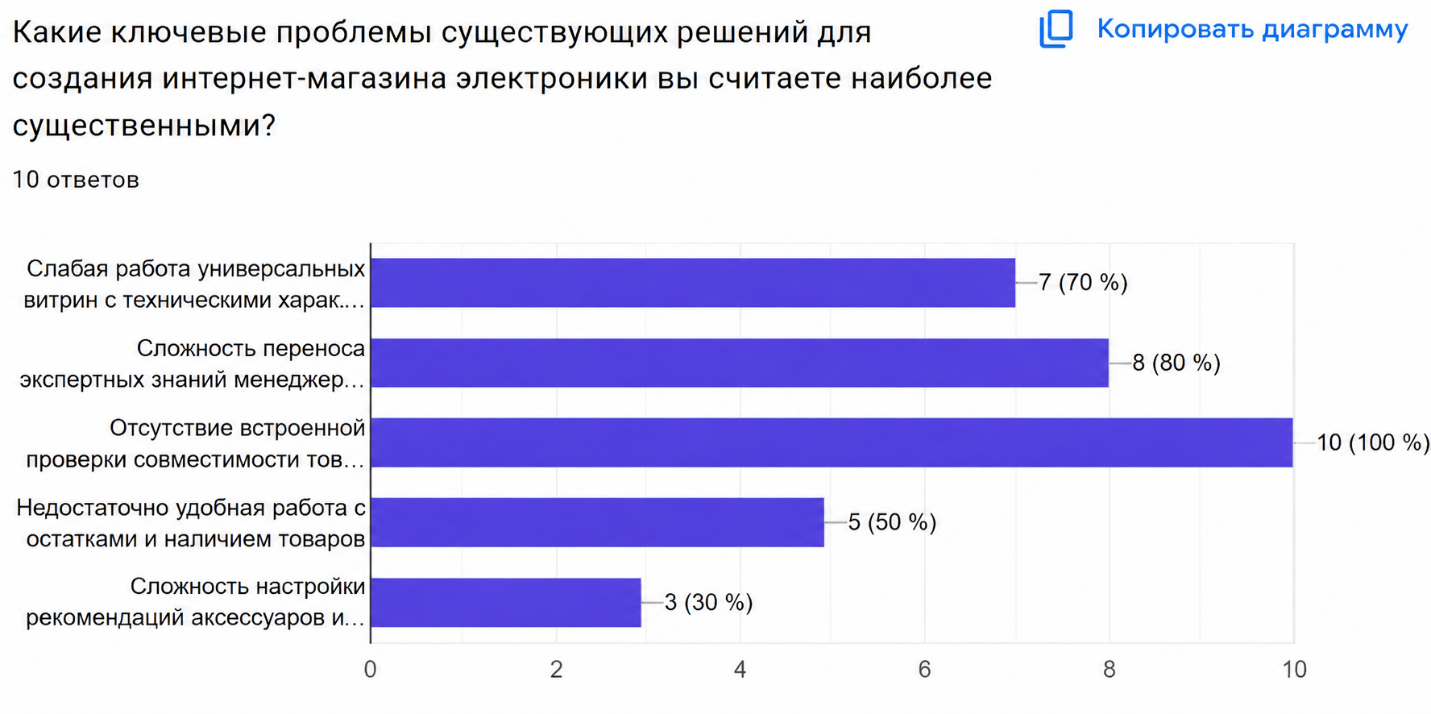 Какие ключевые проблемы существующих решений для
создания интернет-магазина электроники вы считаете наиболее
существенными?
Копировать диаграмму
10 ответов
Слабая работа универсальных
витрин с техническими харак.…
7 (70 %)
Сложность переноса
экспертных знаний менеджер…
8 (80 %)
Отсутствие встроенной
проверки совместимости тов…
10 (100 %)
Недостаточно удобная работа с
остатками и наличием товаров
5 (50 %)
Сложность настройки
рекомендаций аксессуаров и…
3 (30 %)
0 2 4 6 8 10